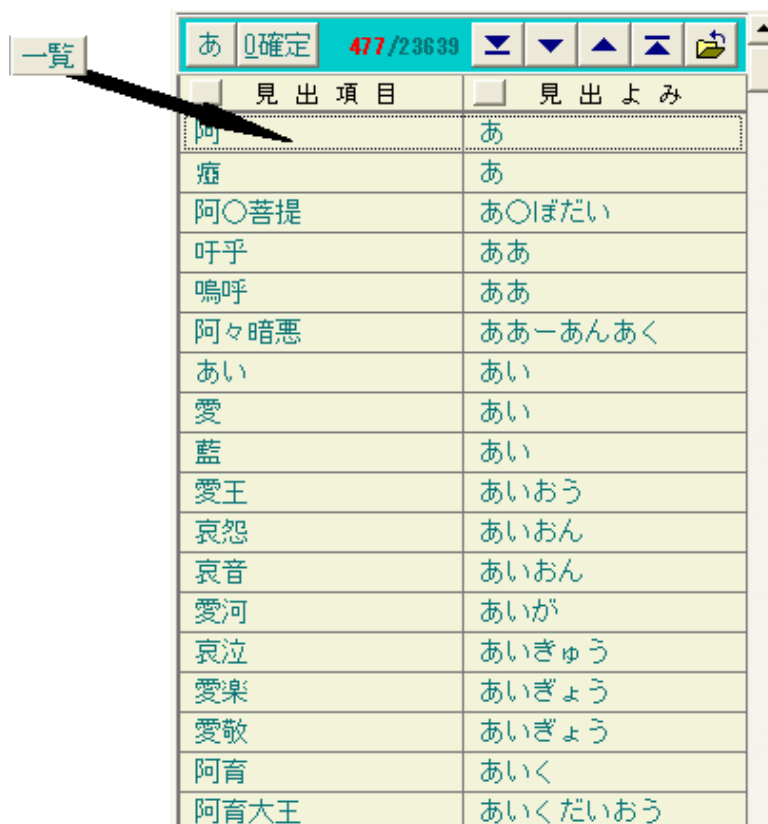 一覧
あ 0確定 477/23639
見出項目 見出よみ
阿 あ
瘂 あ
阿〇菩提 あ〇ぼだい
吁乎 ああ
嗚呼 ああ
阿々暗悪 ああーあんあく
あい あい
愛 あい
藍 あい
愛王 あいおう
哀怨 あいおん
哀音 あいおん
愛河 あいが
哀泣 あいきゅう
愛楽 あいぎょう
愛敬 あいぎょう
阿育 あいく
阿育大王 あいくだいおう